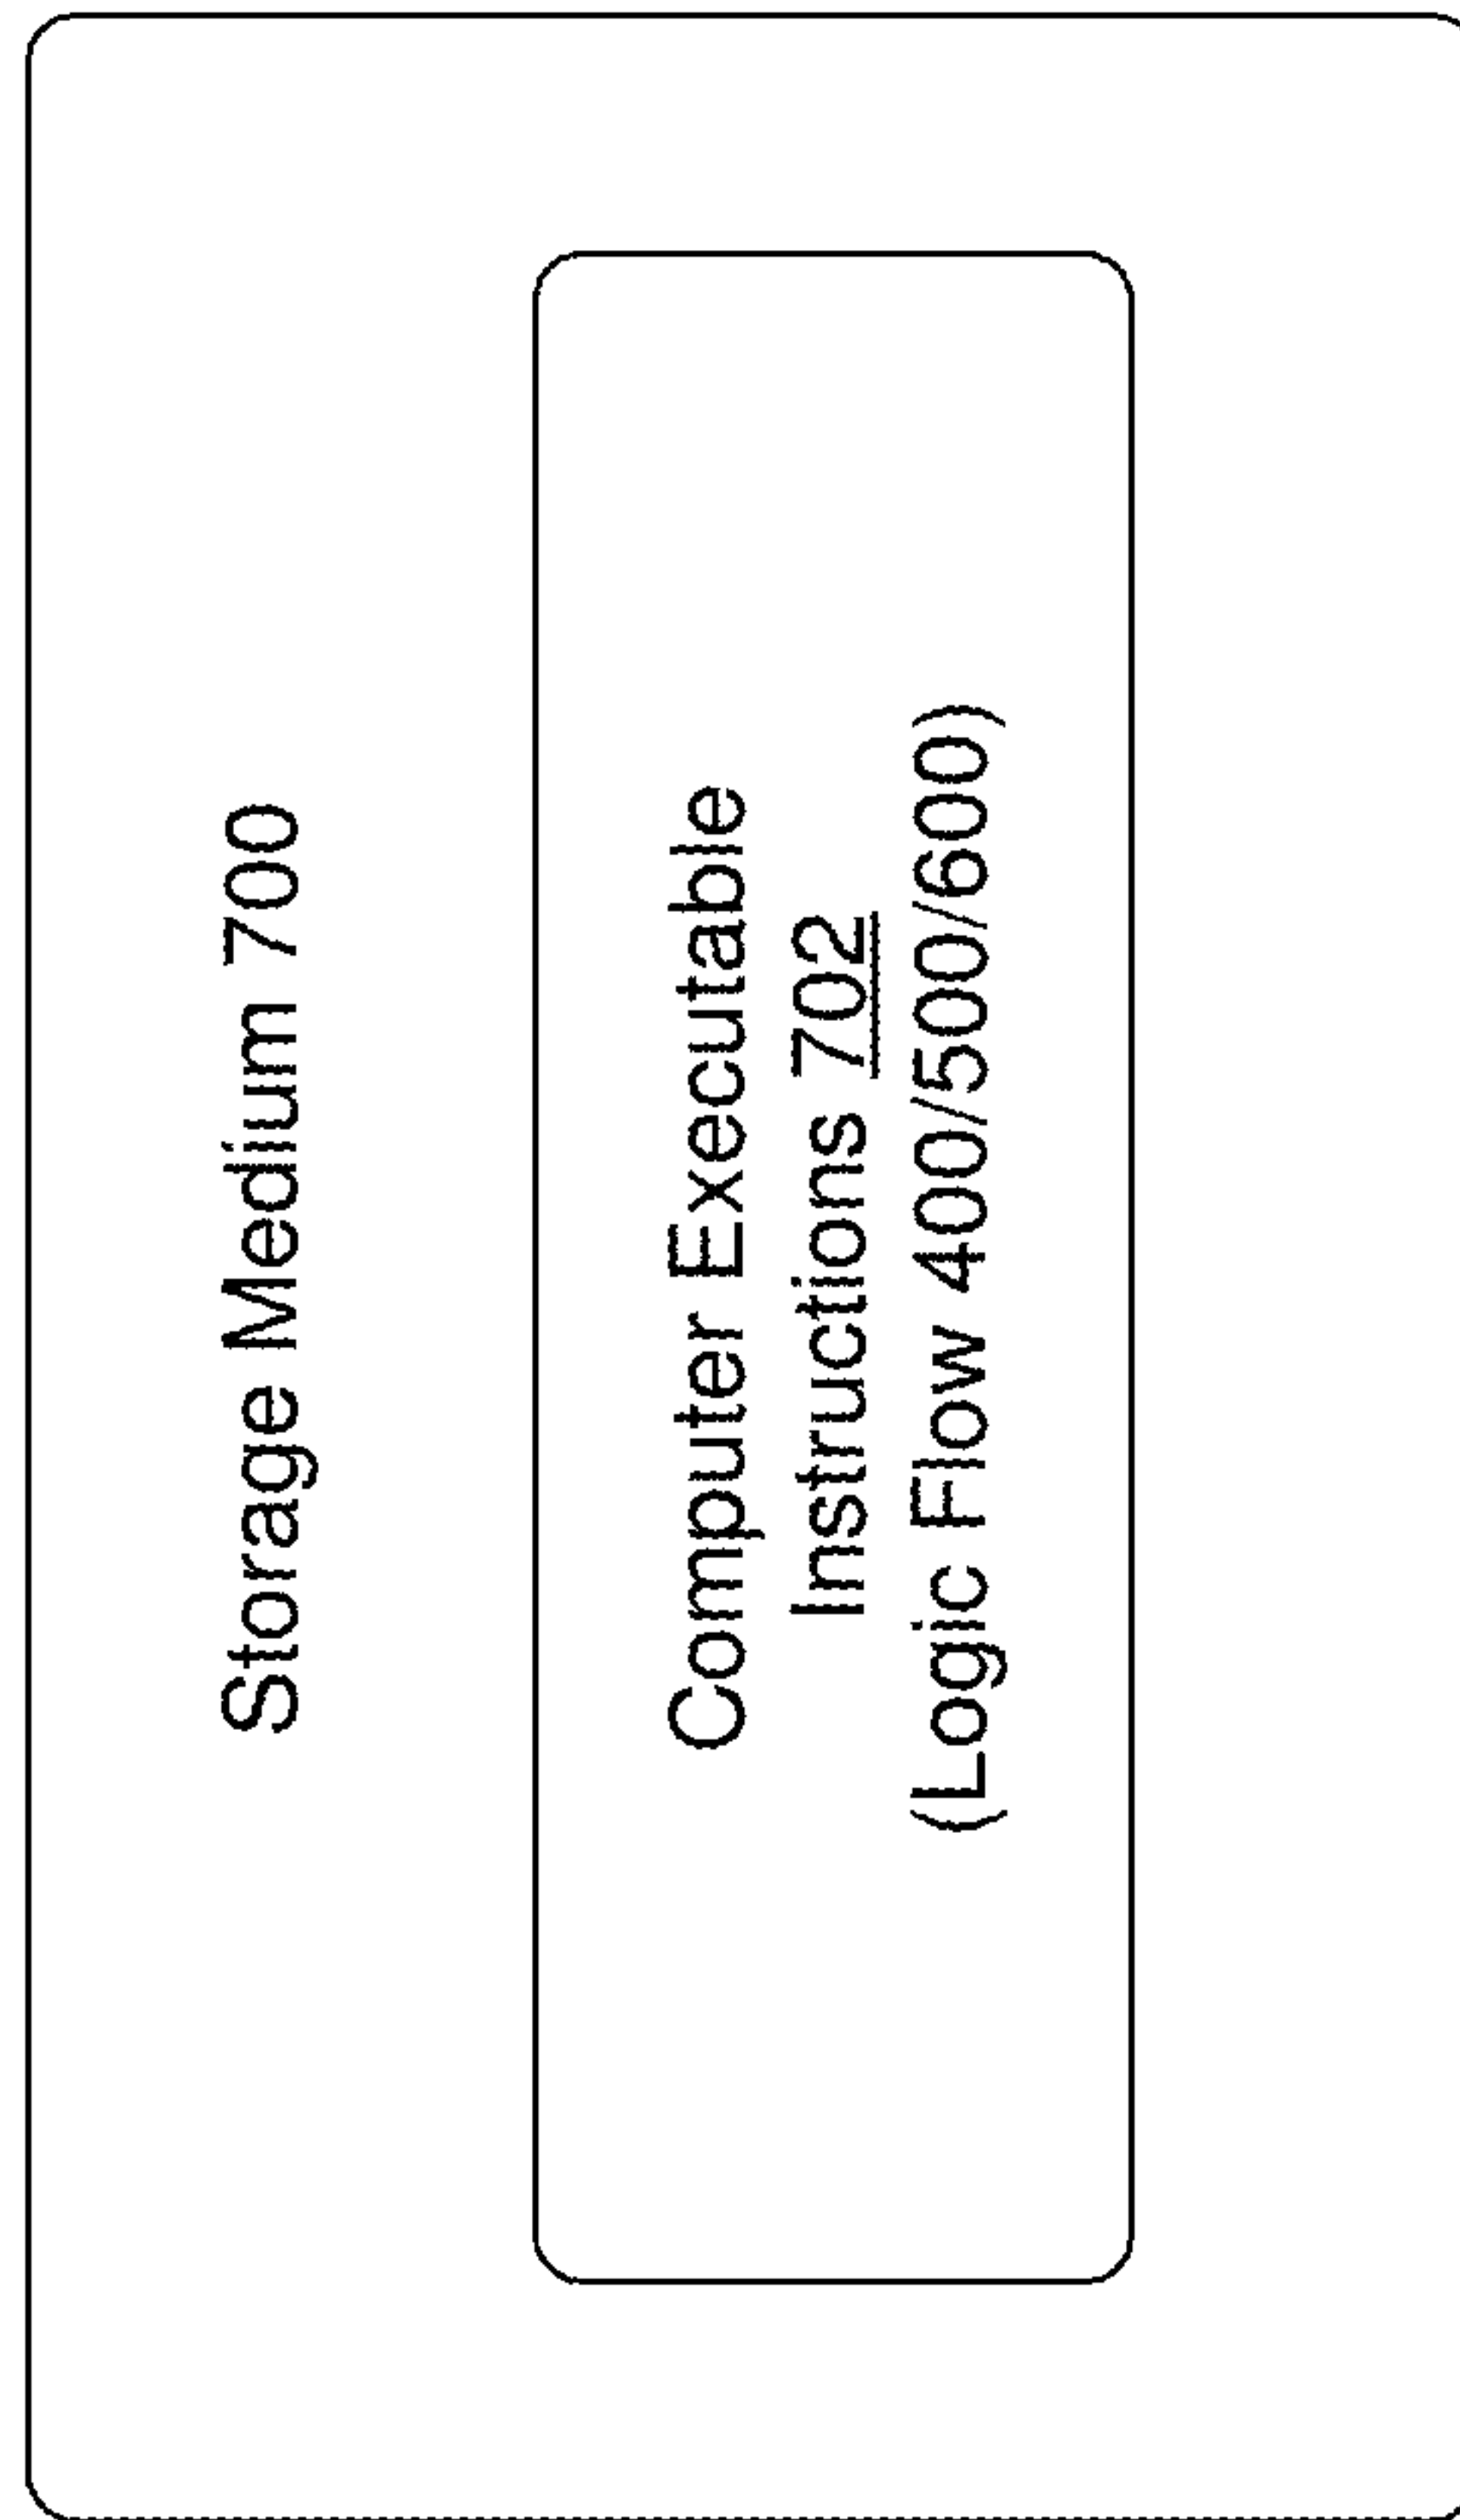 Storage Medium 700
Computer Executable
Instructions 702
(Logic Flow 400/500/600)